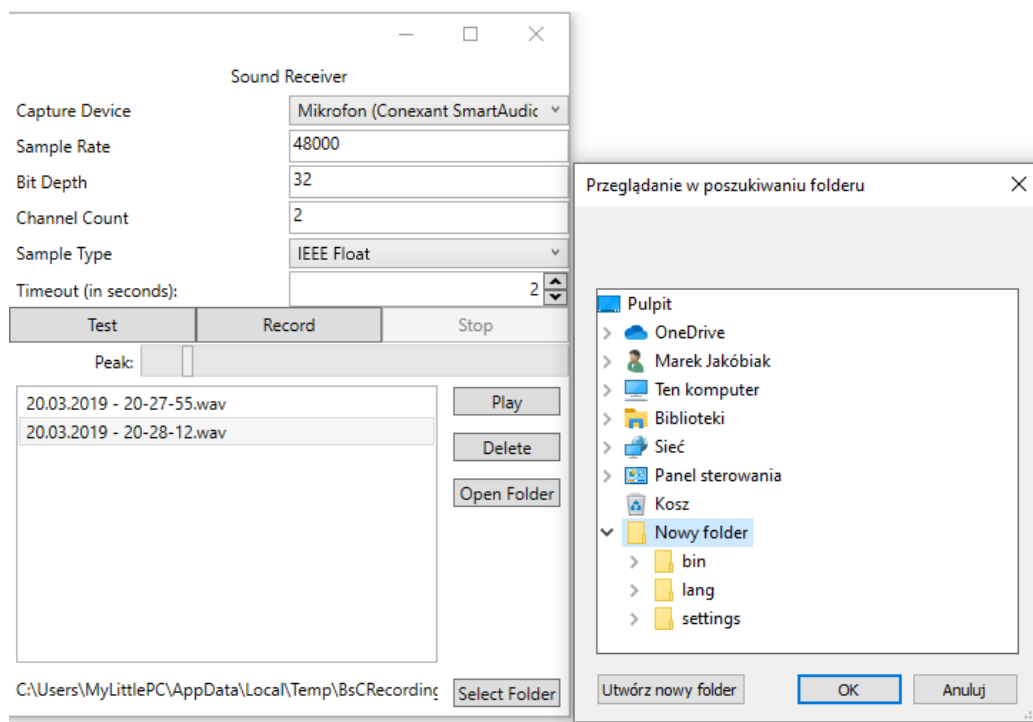 Sound Receiver
Capture Device
Mikrofon (Conexant SmartAudic
Sample Rate
48000
Bit Depth
32
Channel Count
2
Sample Type
IEEE Float
Timeout (in seconds):
2
Test
Record
Stop
Peak:
20.03.2019 - 20-27-55.wav
20.03.2019 - 20-28-12.wav
Play
Delete
Open Folder
C:\Users\MyLittlePC\AppData\Local\Temp\BsCRecording
Select Folder
Przeglądanie w poszukiwaniu folderu
Pulpit
OneDrive
Marek Jakóbiak
Ten komputer
Biblioteki
Sieć
Panel sterowania
Kosz
Nowy folder
bin
lang
settings
Utwórz nowy folder
OK
Anuluj